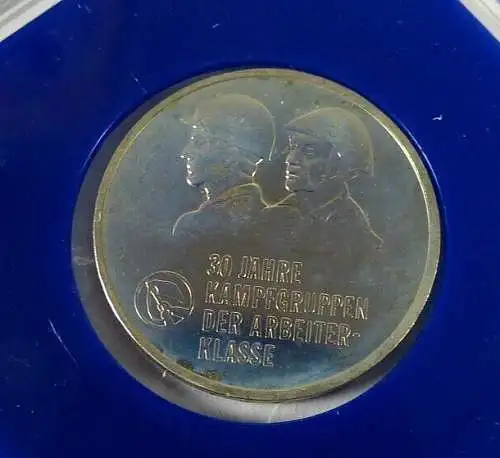 30 JAHRE
KAMPFGRUPPEN
DER ARBEITER-
KLASSE